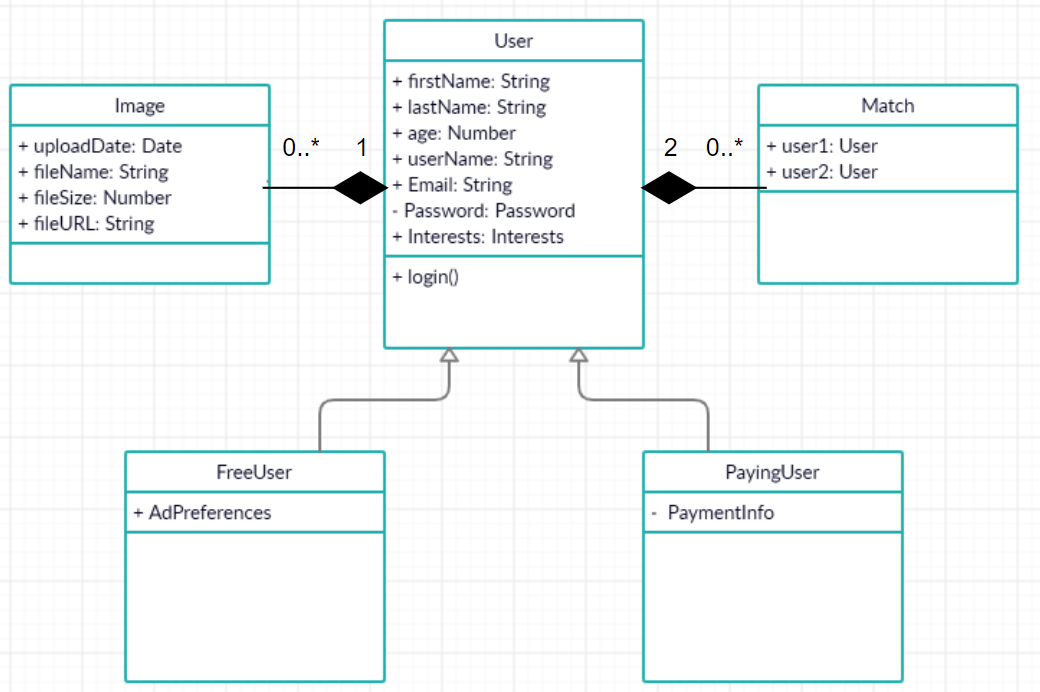 User
+ firstName: String
+ lastName: String
+ age: Number
+ userName: String
+ Email: String
- Password: Password
+ Interests: Interests
+ login()
Image
+ uploadDate: Date
+ fileName: String
+ fileSize: Number
+ fileURL: String
0..* 1
2 0..*
Match
+ user1: User
+ user2: User
FreeUser
+ AdPreferences
PayingUser
- PaymentInfo